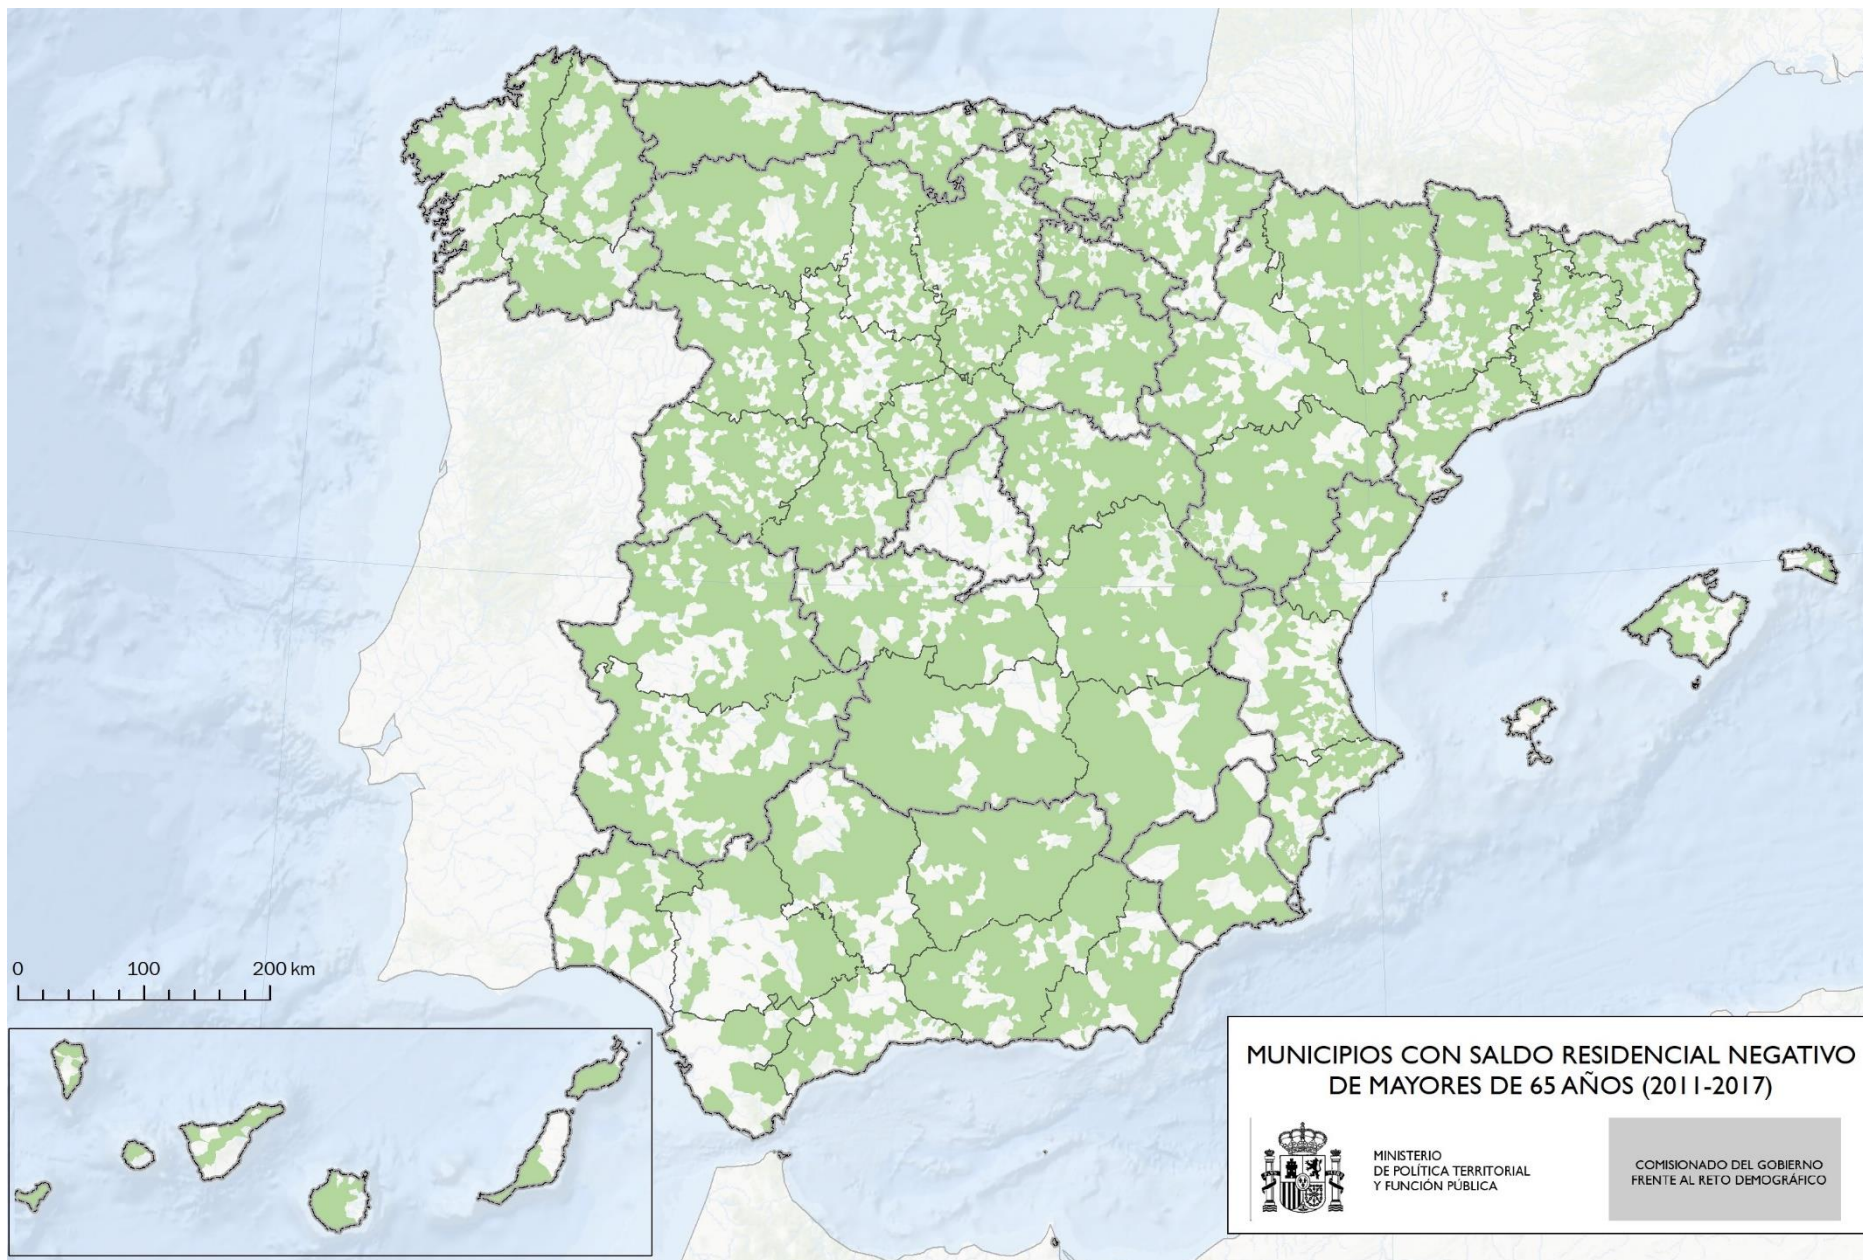 0 100 200 km
MUNICIPIOS CON SALDO RESIDENCIAL NEGATIVO
DE MAYORES DE 65 AÑOS (2011-2017)
MINISTERIO
DE POLÍTICA TERRITORIAL
Y FUNCIÓN PÚBLICA
COMISIONADO DEL GOBIERNO
FRENTE AL RETO DEMOGRÁFICO